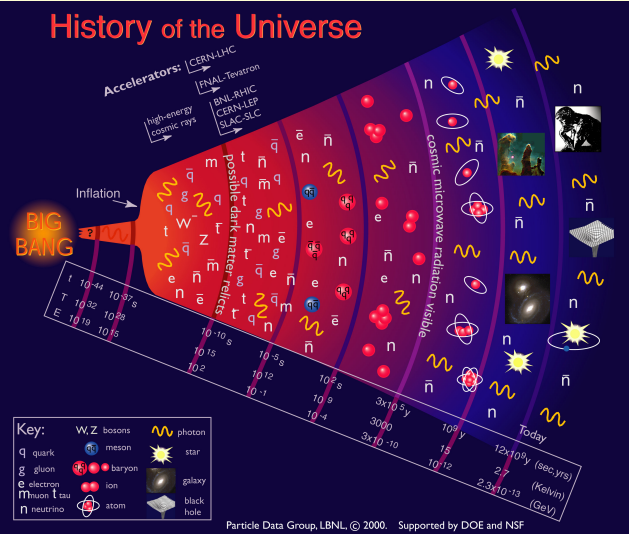 History of the Universe
Accelerators:
CERN-LHC
FNAL-Tevatron
BNL-RHIC
CERN-LEP
SLAC-SLC
high-energy
cosmic rays
Inflation
BIG
BANG
?
possible dark matter relics
cosmic microwave radiation visible
t 10⁻⁴⁴ 10⁻³⁷s 10⁻¹⁰s 10⁻⁵s 10²s 3x10⁵y 10⁹y 12x10⁹y (sec,yrs)
T 10³² 10²⁸ 10¹⁵ 10¹² 10⁹ 3000 15 2.7 (Kelvin)
E 10¹⁹ 10¹⁵ 10² 10⁻¹ 10⁻⁴ 3x10⁻¹⁰ 10⁻¹² 2.3x10⁻¹³ (GeV)
Today
Key:
q quark
g gluon
e electron
m muon t tau
n neutrino
W, Z bosons
qq̄ meson
qqq baryon
ion
atom
photon
star
galaxy
black
hole
Particle Data Group, LBNL, © 2000. Supported by DOE and NSF